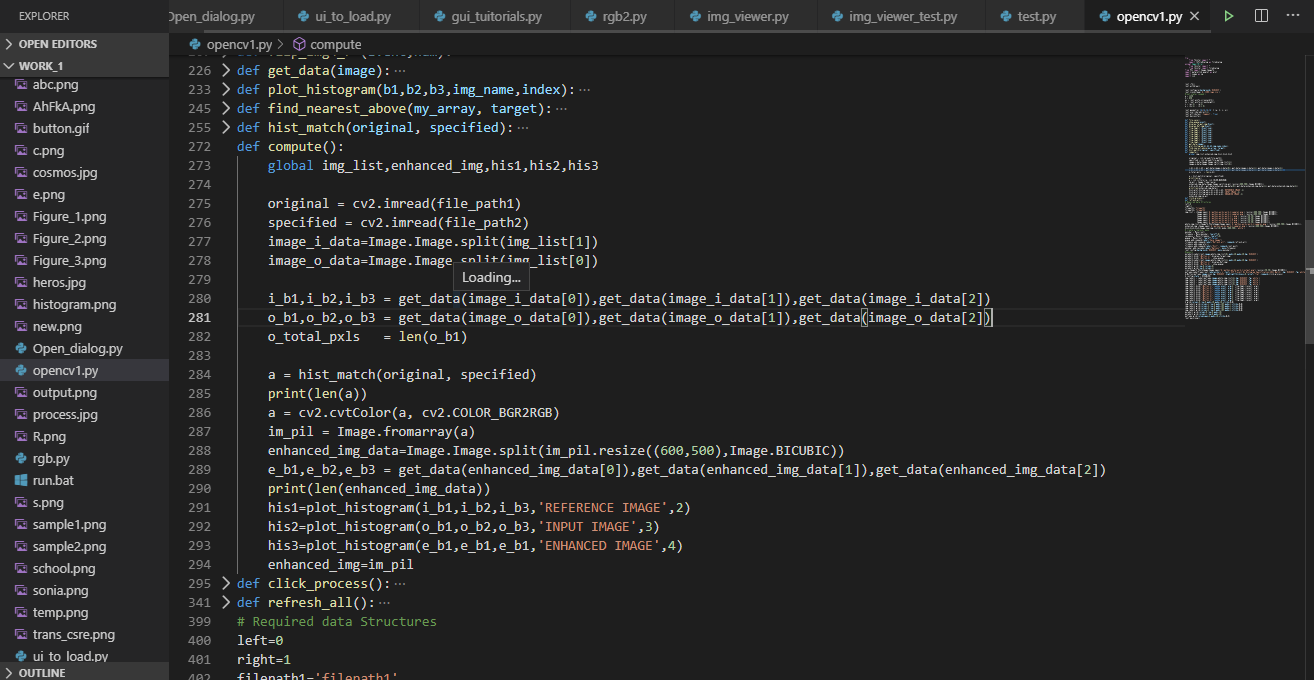 EXPLORER
Open_dialog.py ui_to_load.py gui_tuitorials.py rgb2.py img_viewer.py img_viewer_test.py test.py opencv1.py
OPEN EDITORS
WORK_1
abc.png
AhFkA.png
button.gif
c.png
cosmos.jpg
e.png
Figure_1.png
Figure_2.png
Figure_3.png
heros.jpg
histogram.png
new.png
Open_dialog.py
opencv1.py
output.png
process.jpg
R.png
rgb.py
run.bat
s.png
sample1.png
sample2.png
school.png
sonia.png
temp.png
trans_csre.png
ui_to_load.py
OUTLINE
opencv1.py > compute
226 def get_data(image):
233 def plot_histogram(b1,b2,b3,img_name,index):
245 def find_nearest_above(my_array, target):
255 def hist_match(original, specified):
272 def compute():
273 global img_list,enhanced_img,his1,his2,his3
274
275 original = cv2.imread(file_path1)
276 specified = cv2.imread(file_path2)
277 image_i_data=Image.Image.split(img_list[1])
278 image_o_data=Image.Image.split(img_list[0])
Loading...
279
280 i_b1,i_b2,i_b3 = get_data(image_i_data[0]),get_data(image_i_data[1]),get_data(image_i_data[2])
281 o_b1,o_b2,o_b3 = get_data(image_o_data[0]),get_data(image_o_data[1]),get_data(image_o_data[2])
282 o_total_pxls = len(o_b1)
283
284 a = hist_match(original, specified)
285 print(len(a))
286 a = cv2.cvtColor(a, cv2.COLOR_BGR2RGB)
287 im_pil = Image.fromarray(a)
288 enhanced_img_data=Image.Image.split(im_pil.resize((600,500),Image.BICUBIC))
289 e_b1,e_b2,e_b3 = get_data(enhanced_img_data[0]),get_data(enhanced_img_data[1]),get_data(enhanced_img_data[2])
290 print(len(enhanced_img_data))
291 his1=plot_histogram(i_b1,i_b2,i_b3,'REFERENCE IMAGE',2)
292 his2=plot_histogram(o_b1,o_b2,o_b3,'INPUT IMAGE',3)
293 his3=plot_histogram(e_b1,e_b1,e_b1,'ENHANCED IMAGE',4)
294 enhanced_img=im_pil
295 def click_process():
341 def refresh_all():
399 # Required data Structures
400 left=0
401 right=1
402 filepath1='filepath1'